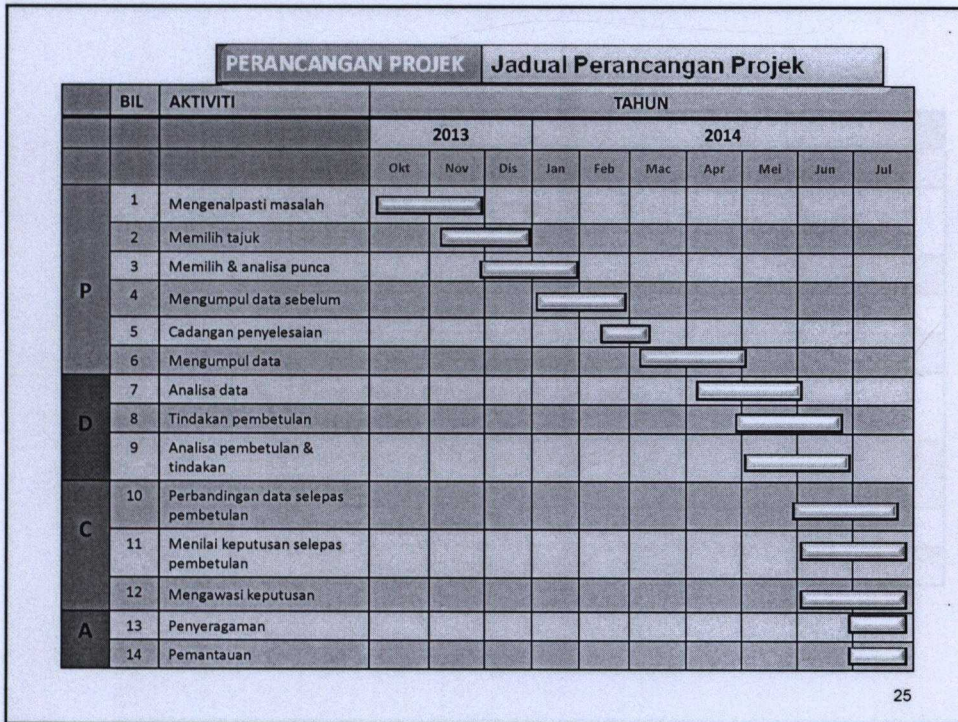 PERANCANGAN PROJEK Jadual Perancangan Projek
BIL AKTIVITI TAHUN
2013 2014
Okt Nov Dis Jan Feb Mac Apr Mei Jun Jul
P
1 Mengenalpasti masalah
2 Memilih tajuk
3 Memilih & analisa punca
4 Mengumpul data sebelum
5 Cadangan penyelesaian
6 Mengumpul data
D
7 Analisa data
8 Tindakan pembetulan
9 Analisa pembetulan &
tindakan
C
10 Perbandingan data selepas
pembetulan
11 Menilai keputusan selepas
pembetulan
12 Mengawasi keputusan
A
13 Penyeragaman
14 Pemantauan
25